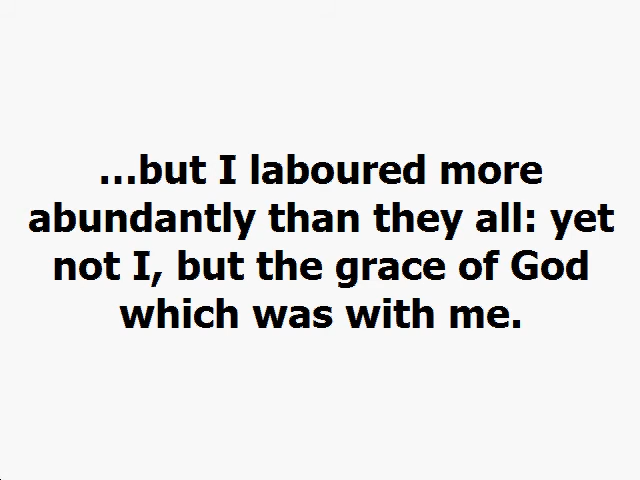 ...but I laboured more
abundantly than they all: yet
not I, but the grace of God
which was with me.